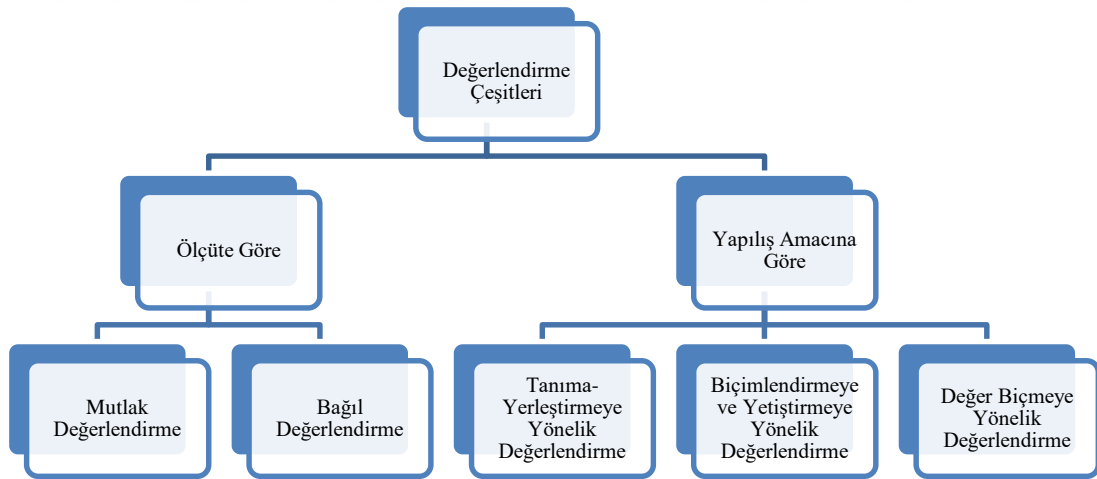 Değerlendirme
Çeşitleri
Ölçüte Göre
Yapılış Amacına
Göre
Mutlak
Değerlendirme
Bağıl
Değerlendirme
Tanıma-
Yerleştirmeye
Yönelik
Değerlendirme
Biçimlendirmeye
ve Yetiştirmeye
Yönelik
Değerlendirme
Değer Biçmeye
Yönelik
Değerlendirme